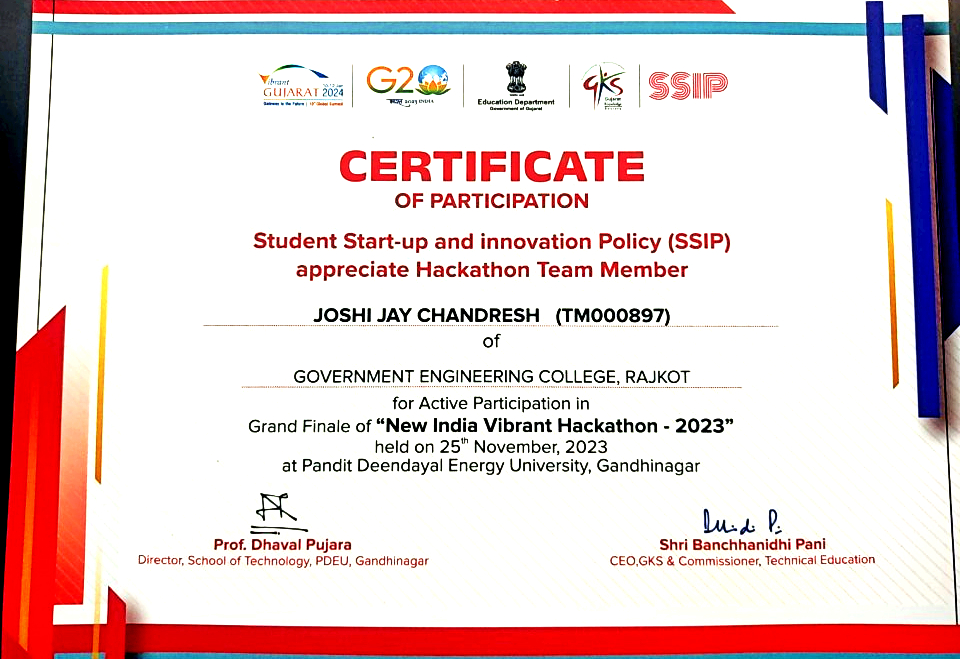 Vibrant
GUJARAT 2024
10-12 Jan
Gateway to the Future | 10th Global Summit
G20
भारत 2023 INDIA
Education Department
Government of Gujarat
GKS
Gujarat
Knowledge
Society
SSIP
CERTIFICATE
OF PARTICIPATION
Student Start-up and innovation Policy (SSIP)
appreciate Hackathon Team Member
JOSHI JAY CHANDRESH (TM000897)
of
GOVERNMENT ENGINEERING COLLEGE, RAJKOT
for Active Participation in
Grand Finale of “New India Vibrant Hackathon - 2023”
held on 25th November, 2023
at Pandit Deendayal Energy University, Gandhinagar
Prof. Dhaval Pujara
Director, School of Technology, PDEU, Gandhinagar
Shri Banchhanidhi Pani
CEO,GKS & Commissioner, Technical Education